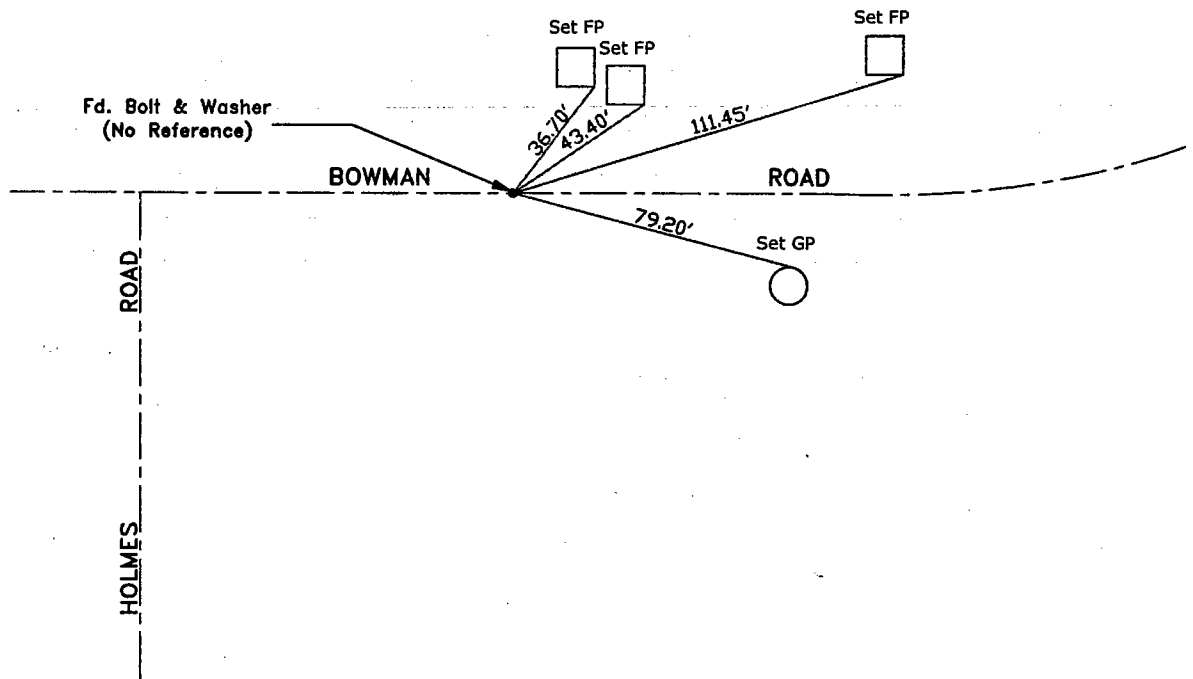 Set FP
Set FP
Set FP
Fd. Bolt & Washer
(No Reference)
36.70'
43.40'
111.45'
BOWMAN ROAD
79.20'
Set GP
HOLMES ROAD